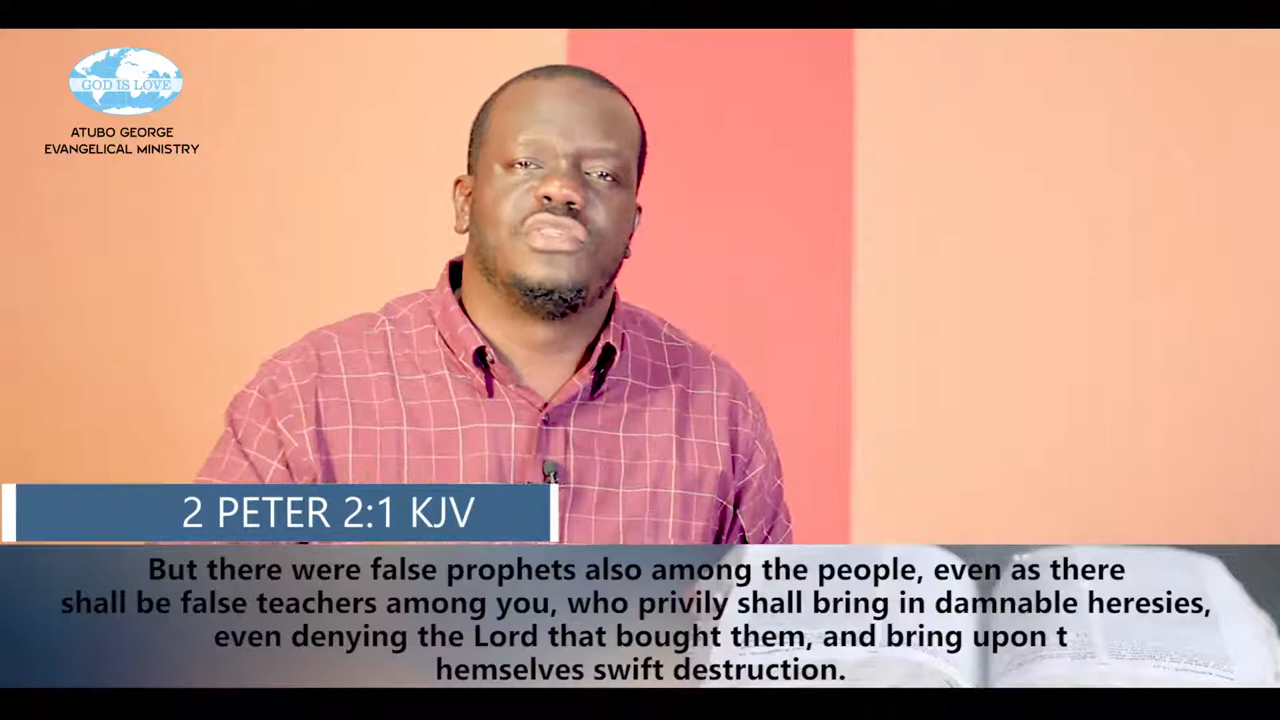 GOD IS LOVE
ATUBO GEORGE
EVANGELICAL MINISTRY
2 PETER 2:1 KJV
But there were false prophets also among the people, even as there
shall be false teachers among you, who privily shall bring in damnable heresies,
even denying the Lord that bought them, and bring upon t
hemselves swift destruction.